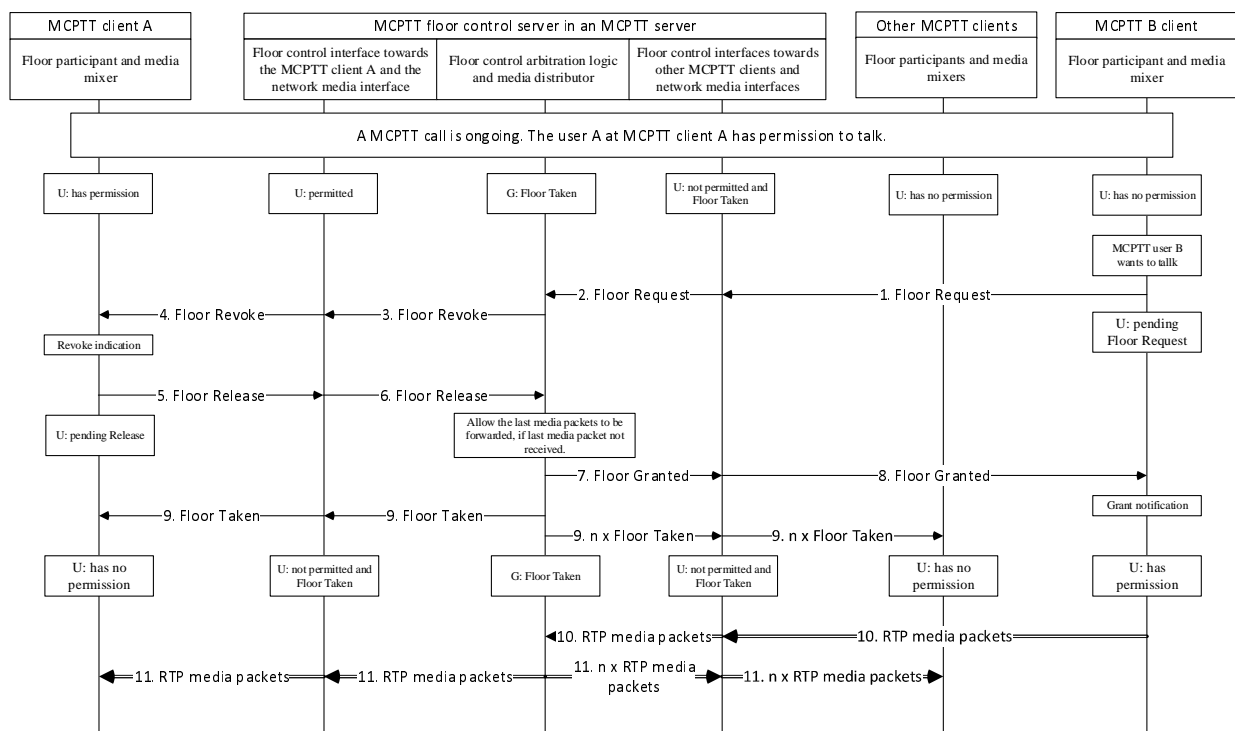 MCPTT client A
MCPTT floor control server in an MCPTT server
Other MCPTT clients
MCPTT B client
Floor participant and media
mixer
Floor control interface towards
the MCPTT client A and the
network media interface
Floor control arbitration logic
and media distributor
Floor control interfaces towards
other MCPTT clients and
network media interfaces
Floor participants and media
mixers
Floor participant and media
mixer
A MCPTT call is ongoing. The user A at MCPTT client A has permission to talk.
U: has permission
U: permitted
G: Floor Taken
U: not permitted and
Floor Taken
U: has no permission
U: has no permission
MCPTT user B
wants to tallk
2. Floor Request
1. Floor Request
4. Floor Revoke
3. Floor Revoke
U: pending
Floor Request
Revoke indication
5. Floor Release
6. Floor Release
U: pending Release
Allow the last media packets to be
forwarded, if last media packet not
received.
7. Floor Granted
8. Floor Granted
Grant notification
9. Floor Taken
9. Floor Taken
9. n x Floor Taken
9. n x Floor Taken
U: has no
permission
U: not permitted and
Floor Taken
G: Floor Taken
U: not permitted and
Floor Taken
U: has no
permission
U: has
permission
10. RTP media packets
10. RTP media packets
11. RTP media packets
11. RTP media packets
11. n x RTP media
packets
11. n x RTP media packets